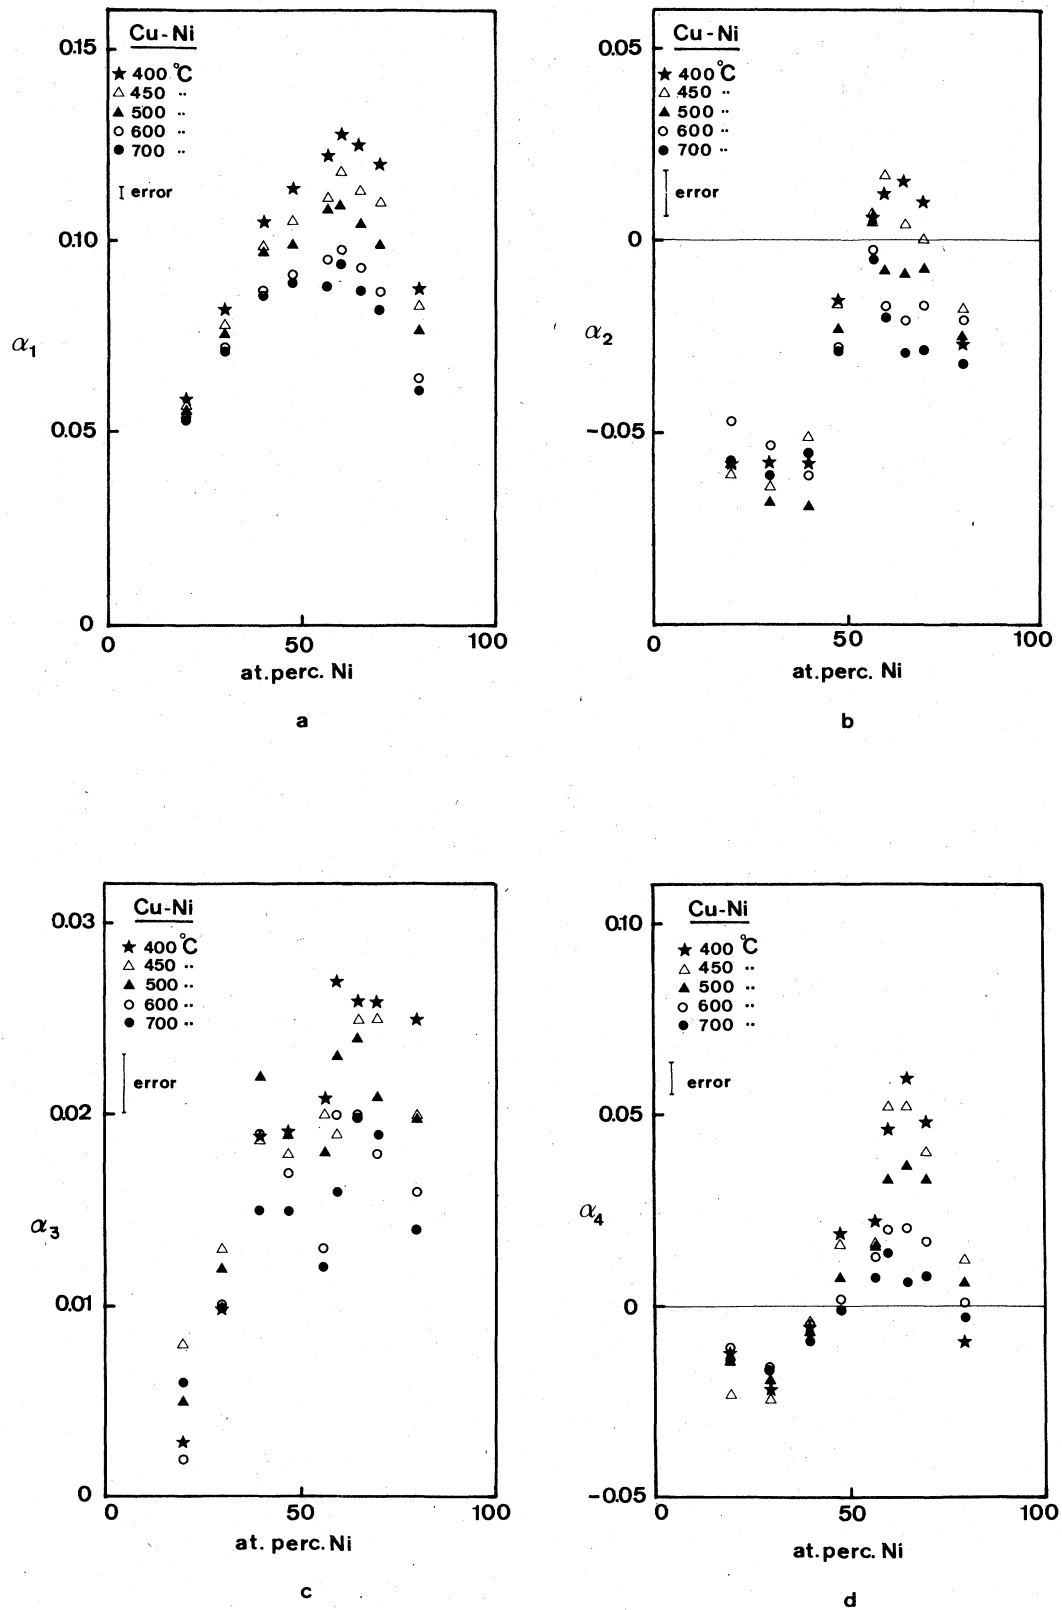 Cu-Ni
★ 400 °C
△ 450 ..
▲ 500 ..
○ 600 ..
● 700 ..
error
0.15
0.10
0.05
0
α1
0 50 100
at.perc. Ni
a
Cu-Ni
★ 400 °C
△ 450 ..
▲ 500 ..
○ 600 ..
● 700 ..
error
0.05
0
-0.05
α2
0 50 100
at.perc. Ni
b
Cu-Ni
★ 400 °C
△ 450 ..
▲ 500 ..
○ 600 ..
● 700 ..
error
0.03
0.02
0.01
0
α3
0 50 100
at. perc. Ni
c
Cu-Ni
★ 400 °C
△ 450 ..
▲ 500 ..
○ 600 ..
● 700 ..
error
0.10
0.05
0
-0.05
α4
0 50 100
at.perc. Ni
d